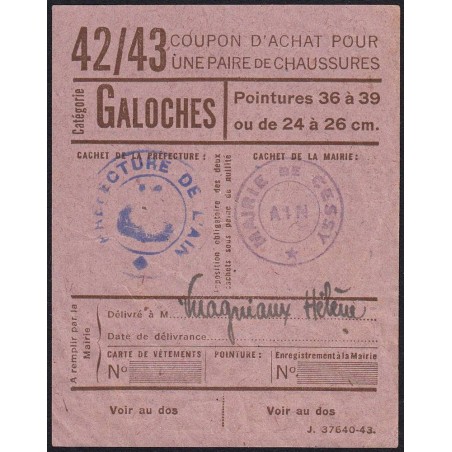 42/43 COUPON D'ACHAT POUR
UNE PAIRE DE CHAUSSURES
Catégorie
GALOCHES
Pointures 36 à 39
ou de 24 à 26 cm.
CACHET DE LA PRÉFECTURE :
PRÉFECTURE DE L'AIN
Apposition obligatoire des deux
cachets sous peine de nullité
CACHET DE LA MAIRIE :
MAIRIE DE CESSY
AIN
A remplir par la
Mairie
Délivré à M Magniaux Hélène
Date de délivrance
CARTE DE VÊTEMENTS
No
POINTURE :
Enregistrement à la Mairie
No
Voir au dos
Voir au dos
J. 37640-43.